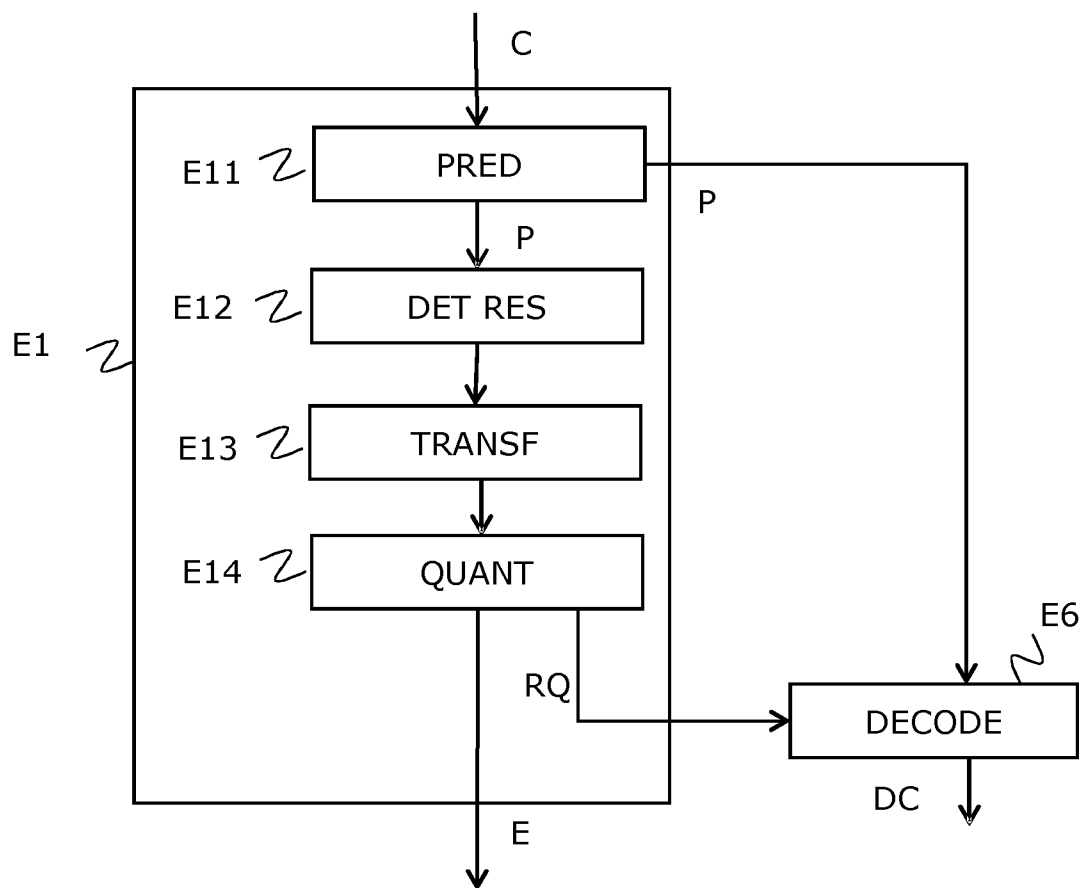 C
E11
PRED
P
P
E12
DET RES
E1
E13
TRANSF
E14
QUANT
E6
RQ
DECODE
DC
E